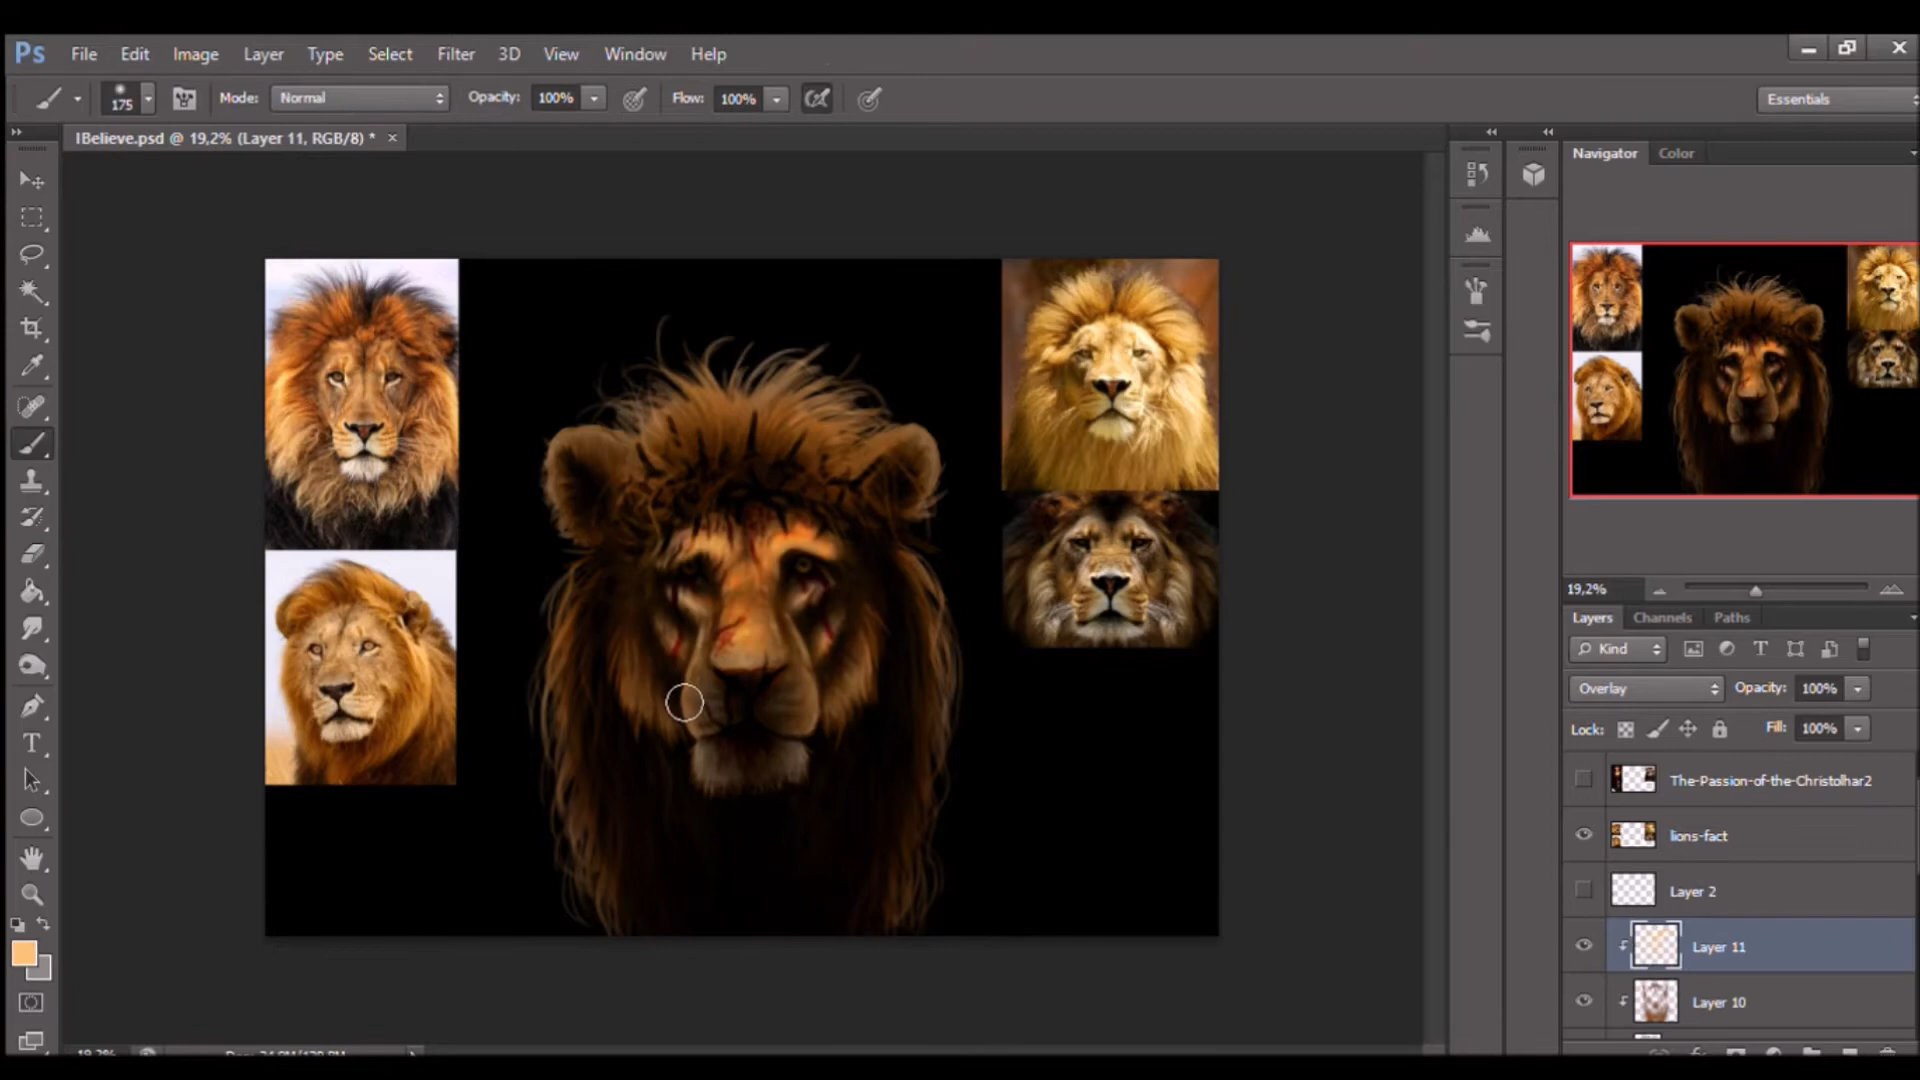 Ps File Edit Image Layer Type Select Filter 3D View Window Help
175 Mode: Normal Opacity: 100% Flow: 100% Essentials
IBelieve.psd @ 19,2% (Layer 11, RGB/8) * ×
Navigator Color
19,2%
Layers Channels Paths
Kind
Overlay Opacity: 100%
Lock: Fill: 100%
The-Passion-of-the-Christolhar2
lions-fact
Layer 2
Layer 11
Layer 10